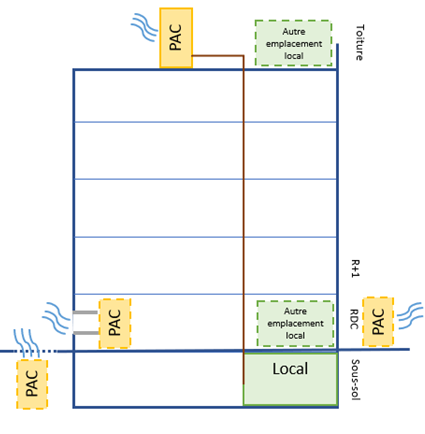 PAC
Autre
emplacement
local
Toiture
R+1
PAC
Autre
emplacement
local
RDC
PAC
PAC
Local
Sous-sol